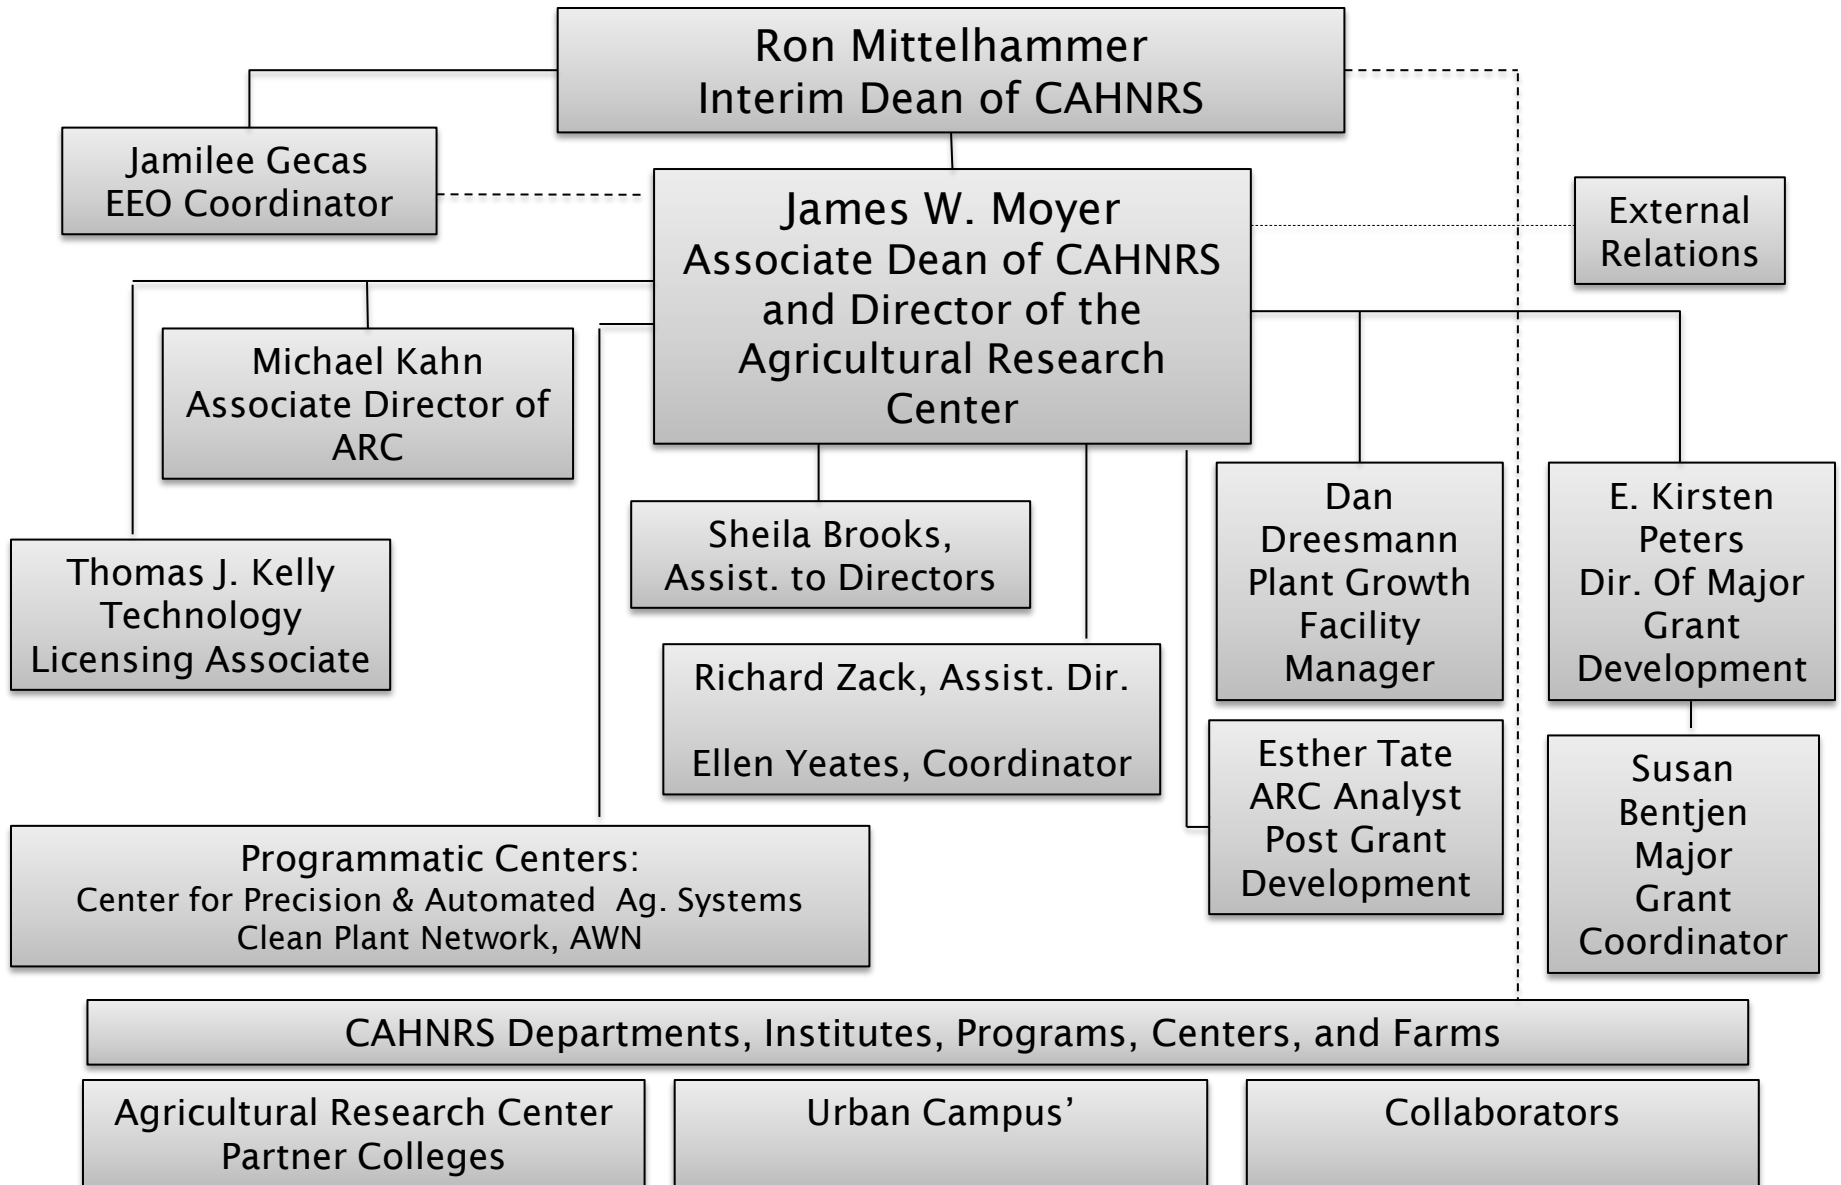 Ron Mittelhammer
Interim Dean of CAHNRS
Jamilee Gecas
EEO Coordinator
James W. Moyer
Associate Dean of CAHNRS
and Director of the
Agricultural Research
Center
External
Relations
Michael Kahn
Associate Director of
ARC
Thomas J. Kelly
Technology
Licensing Associate
Sheila Brooks,
Assist. to Directors
Richard Zack, Assist. Dir.
Ellen Yeates, Coordinator
Dan
Dreesmann
Plant Growth
Facility
Manager
E. Kirsten
Peters
Dir. Of Major
Grant
Development
Esther Tate
ARC Analyst
Post Grant
Development
Susan
Bentjen
Major
Grant
Coordinator
Programmatic Centers:
Center for Precision & Automated Ag. Systems
Clean Plant Network, AWN
CAHNRS Departments, Institutes, Programs, Centers, and Farms
Agricultural Research Center
Partner Colleges
Urban Campus’
Collaborators